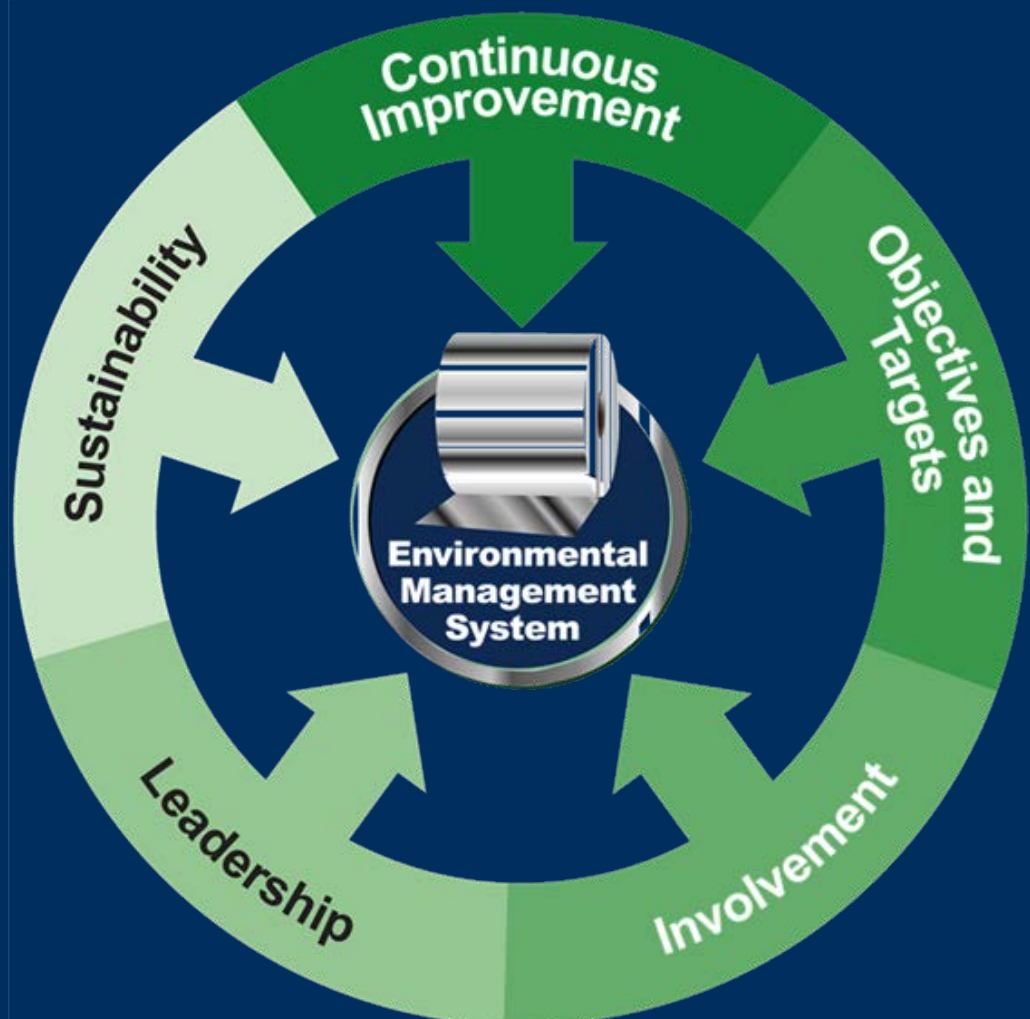 Continuous
Improvement
Objectives and
Targets
Involvement
Leadership
Sustainability
Environmental
Management
System